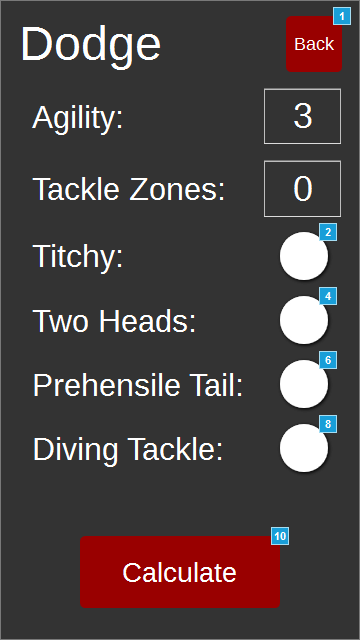 Dodge
1
Back
Agility:
3
Tackle Zones:
0
2
Titchy:
4
Two Heads:
6
Prehensile Tail:
8
Diving Tackle:
10
Calculate